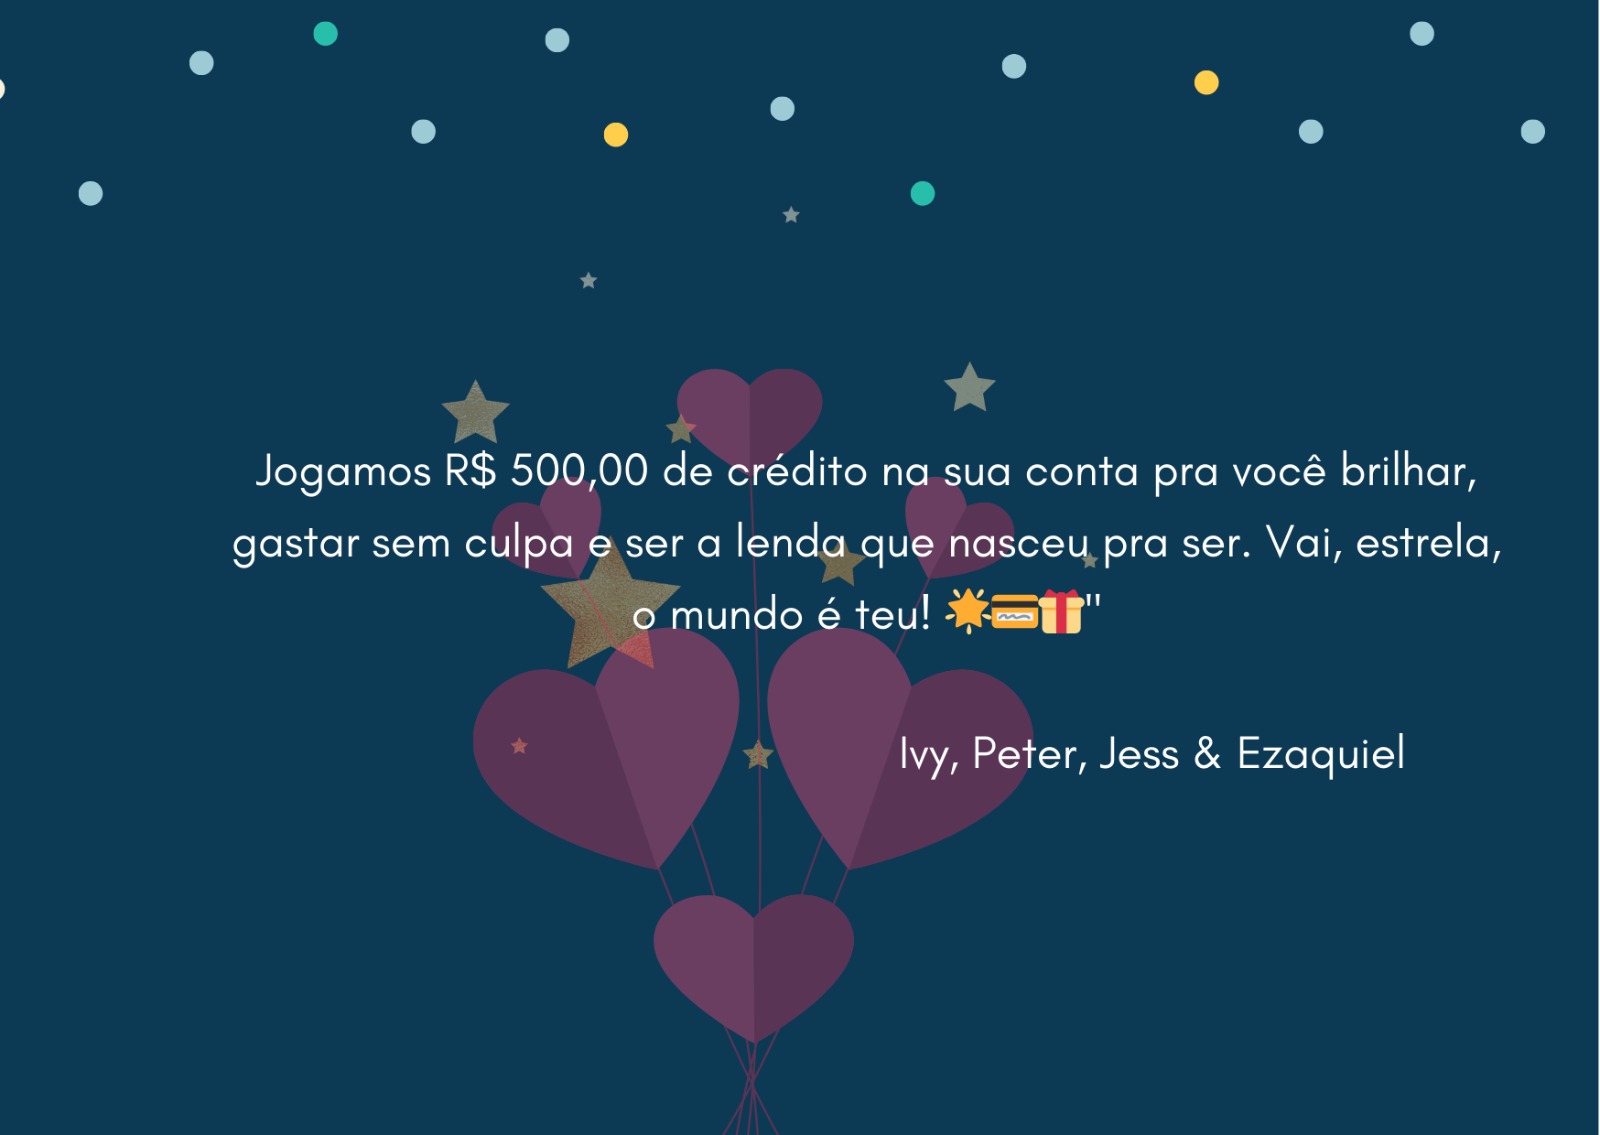 Jogamos R$ 500,00 de crédito na sua conta pra você brilhar,
gastar sem culpa e ser a lenda que nasceu pra ser. Vai, estrela,
o mundo é teu! 🌟💳🎁"
Ivy, Peter, Jess & Ezaquiel